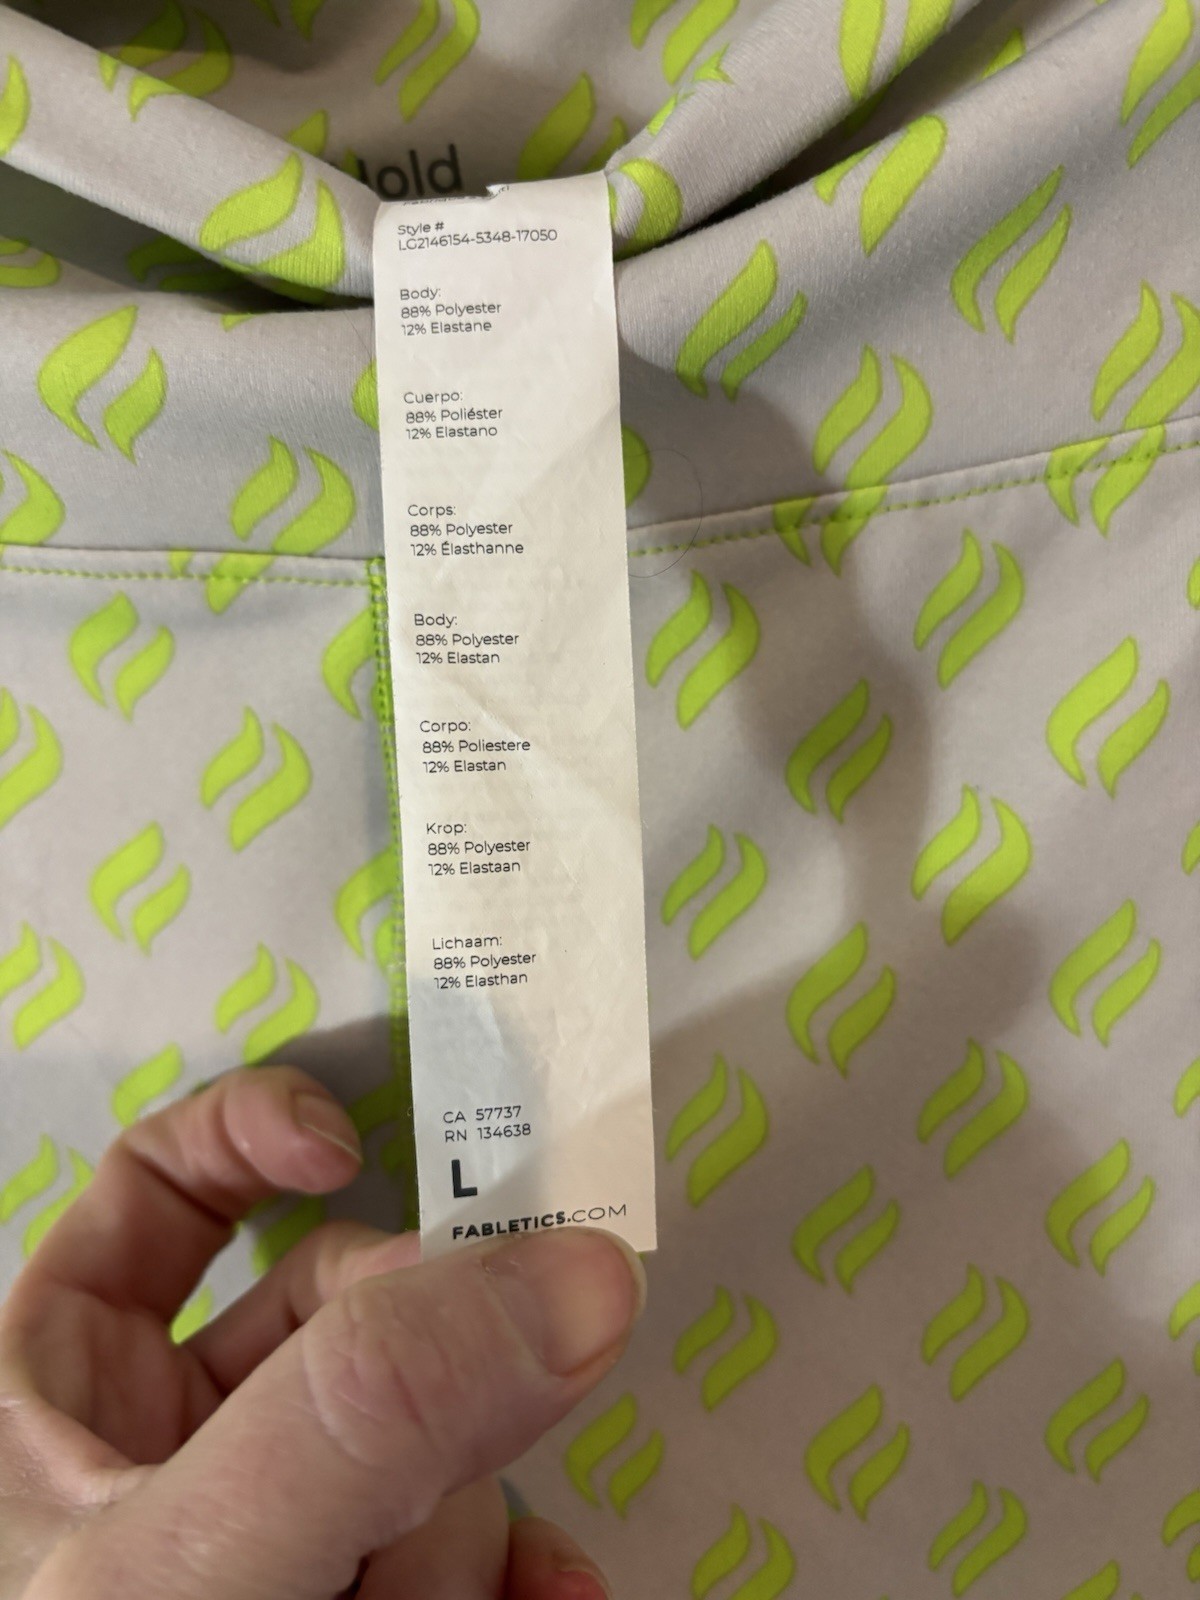 old
Style #
LG2146154-5348-17050
Body:
88% Polyester
12% Elastane
Cuerpo:
88% Poliéster
12% Elastano
Corps:
88% Polyester
12% Élasthanne
Body:
88% Polyester
12% Elastan
Corpo:
88% Poliestere
12% Elastan
Krop:
88% Polyester
12% Elastaan
Lichaam:
88% Polyester
12% Elasthan
CA 57737
RN 134638
L
FABLETICS.COM